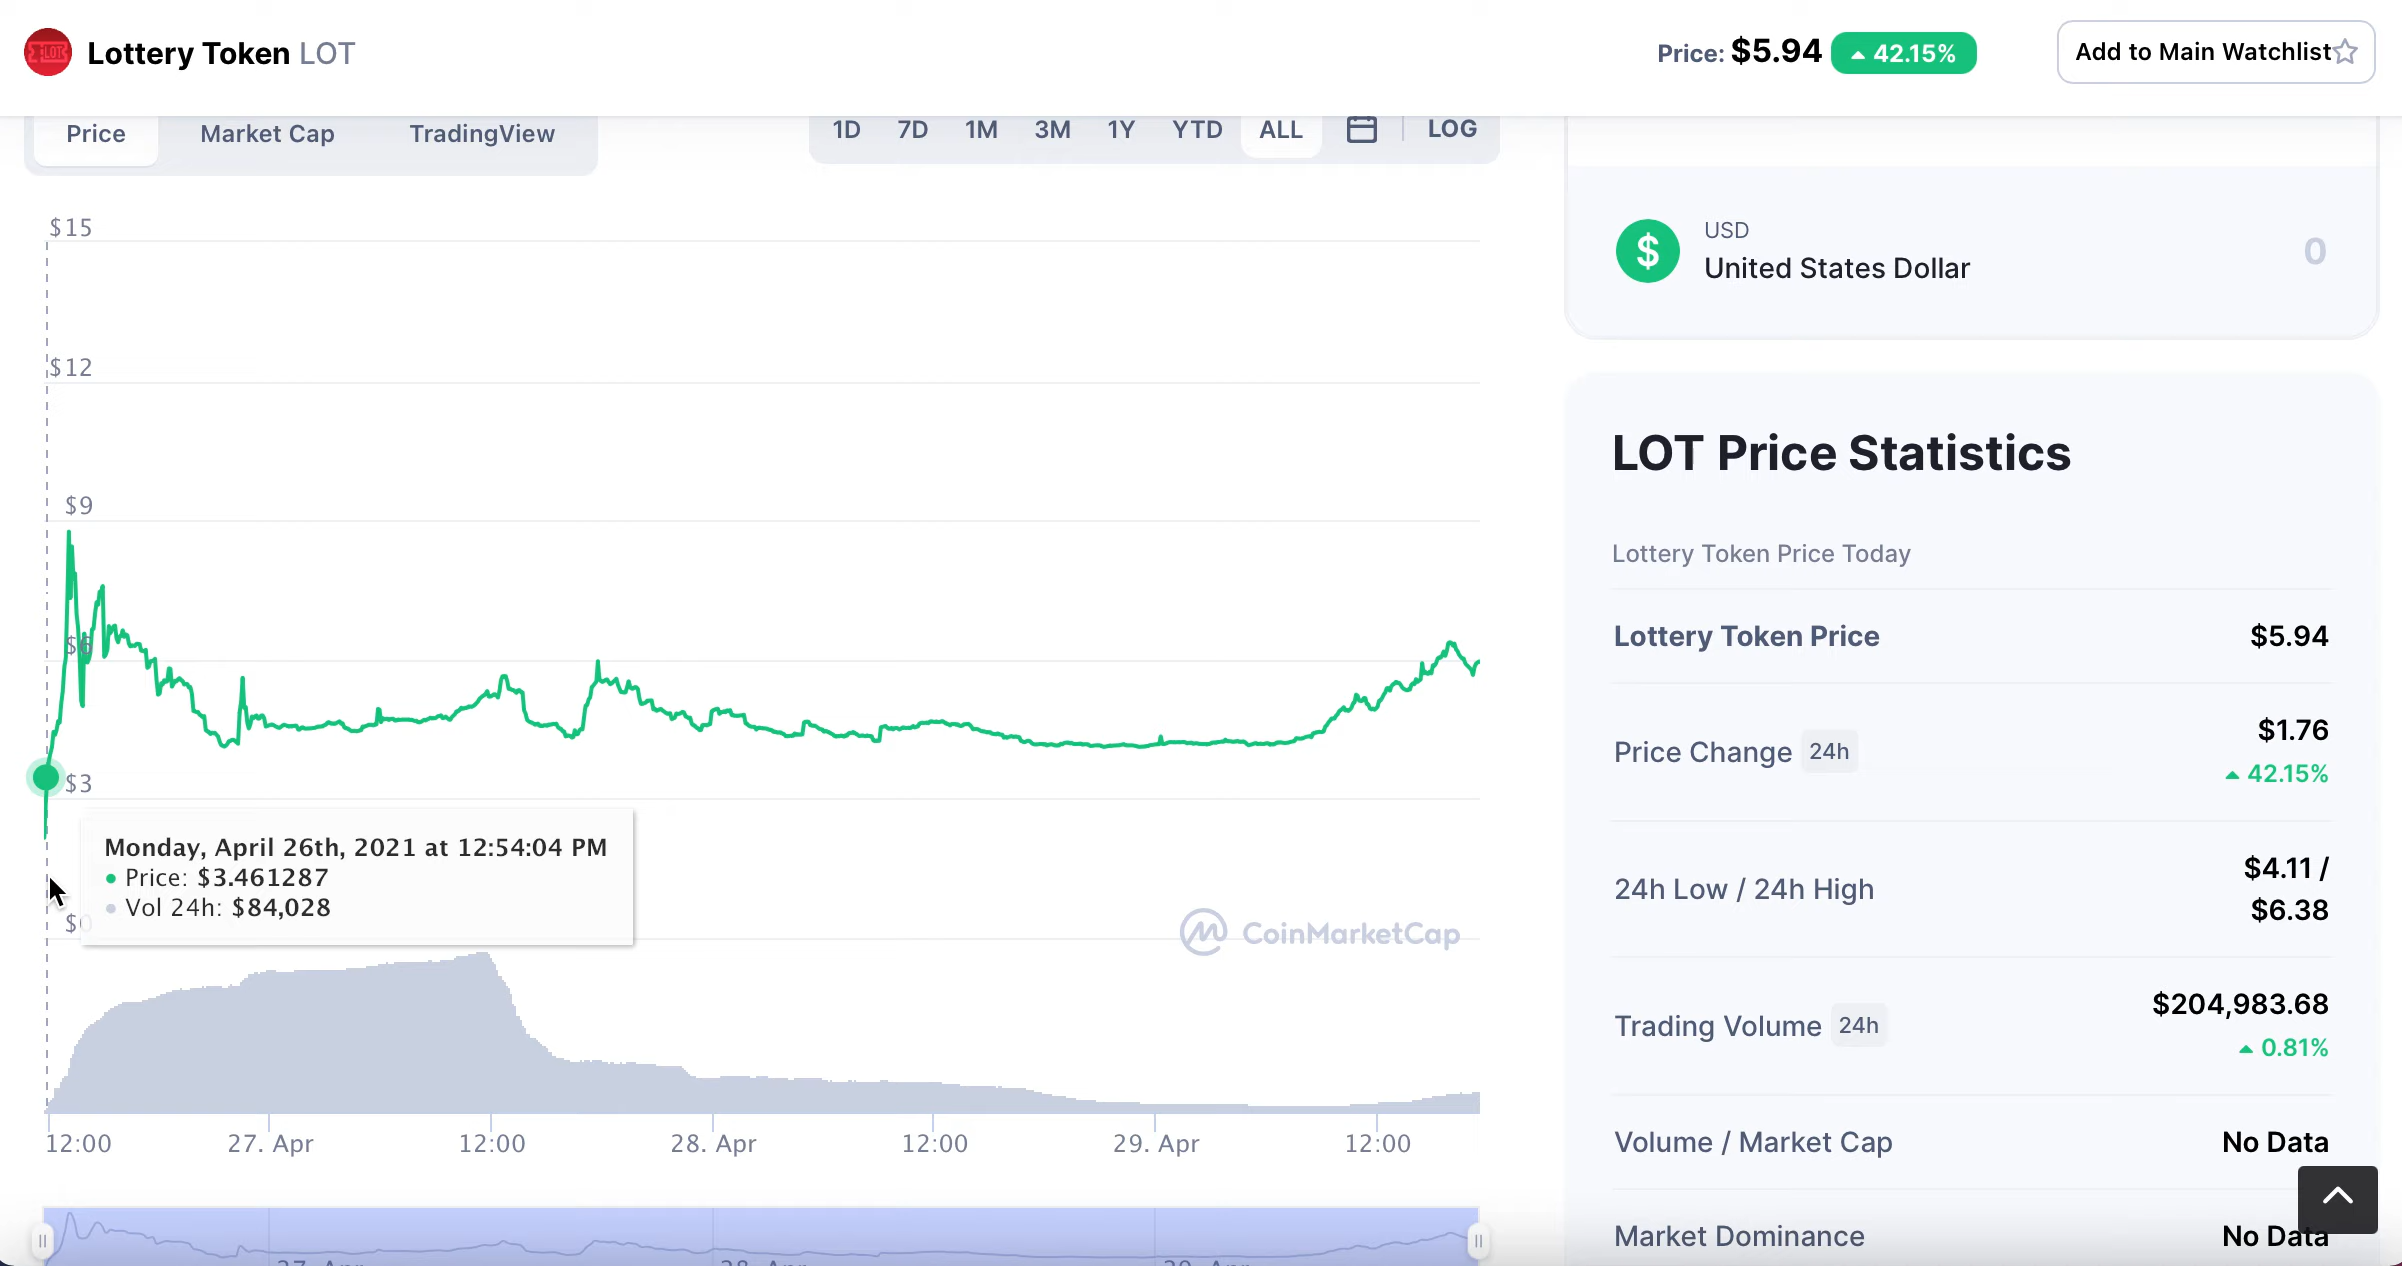 Lottery Token LOT
Price: $5.94 42.15%
Add to Main Watchlist
Price Market Cap TradingView
1D 7D 1M 3M 1Y YTD ALL LOG
$15
$12
$9
$6
$3
Monday, April 26th, 2021 at 12:54:04 PM
Price: $3.461287
Vol 24h: $84,028
CoinMarketCap
12:00 27. Apr 12:00 28. Apr 12:00 29. Apr 12:00
USD
United States Dollar
0
LOT Price Statistics
Lottery Token Price Today
Lottery Token Price $5.94
Price Change 24h $1.76
42.15%
24h Low / 24h High $4.11 /
$6.38
Trading Volume 24h $204,983.68
0.81%
Volume / Market Cap No Data
Market Dominance No Data